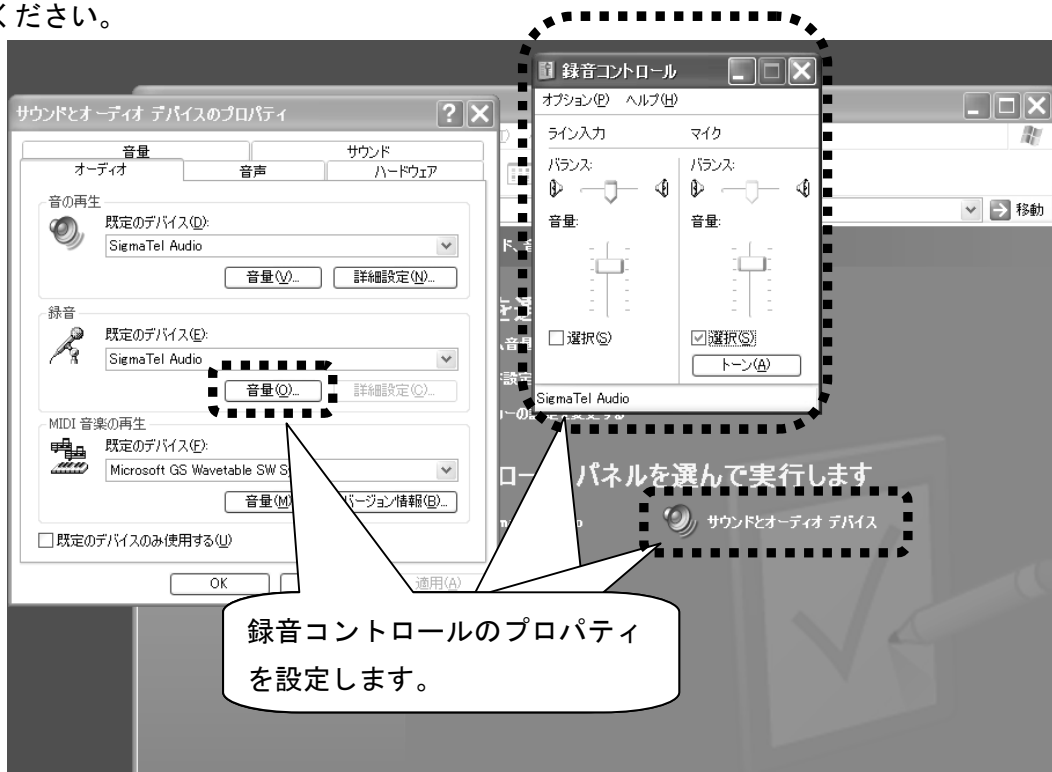 ください。
サウンドとオーディオ デバイスのプロパティ
音量
サウンド
オーディオ
音声
ハードウェア
音の再生
既定のデバイス(D):
SigmaTel Audio
音量(V)...
詳細設定(N)...
録音
既定のデバイス(E):
SigmaTel Audio
音量(O)...
詳細設定(C)...
MIDI 音楽の再生
既定のデバイス(F):
Microsoft GS Wavetable SW
音量(M)
バージョン情報(B)...
既定のデバイスのみ使用する(U)
OK
適用(A)
録音コントロール
オプション(P) ヘルプ(H)
ライン入力
マイク
バランス:
バランス:
音量:
音量:
選択(S)
選択(S)
トーン(A)
SigmaTel Audio
移動
パネルを選んで実行します
サウンドとオーディオ デバイス
録音コントロールのプロパティ
を設定します。